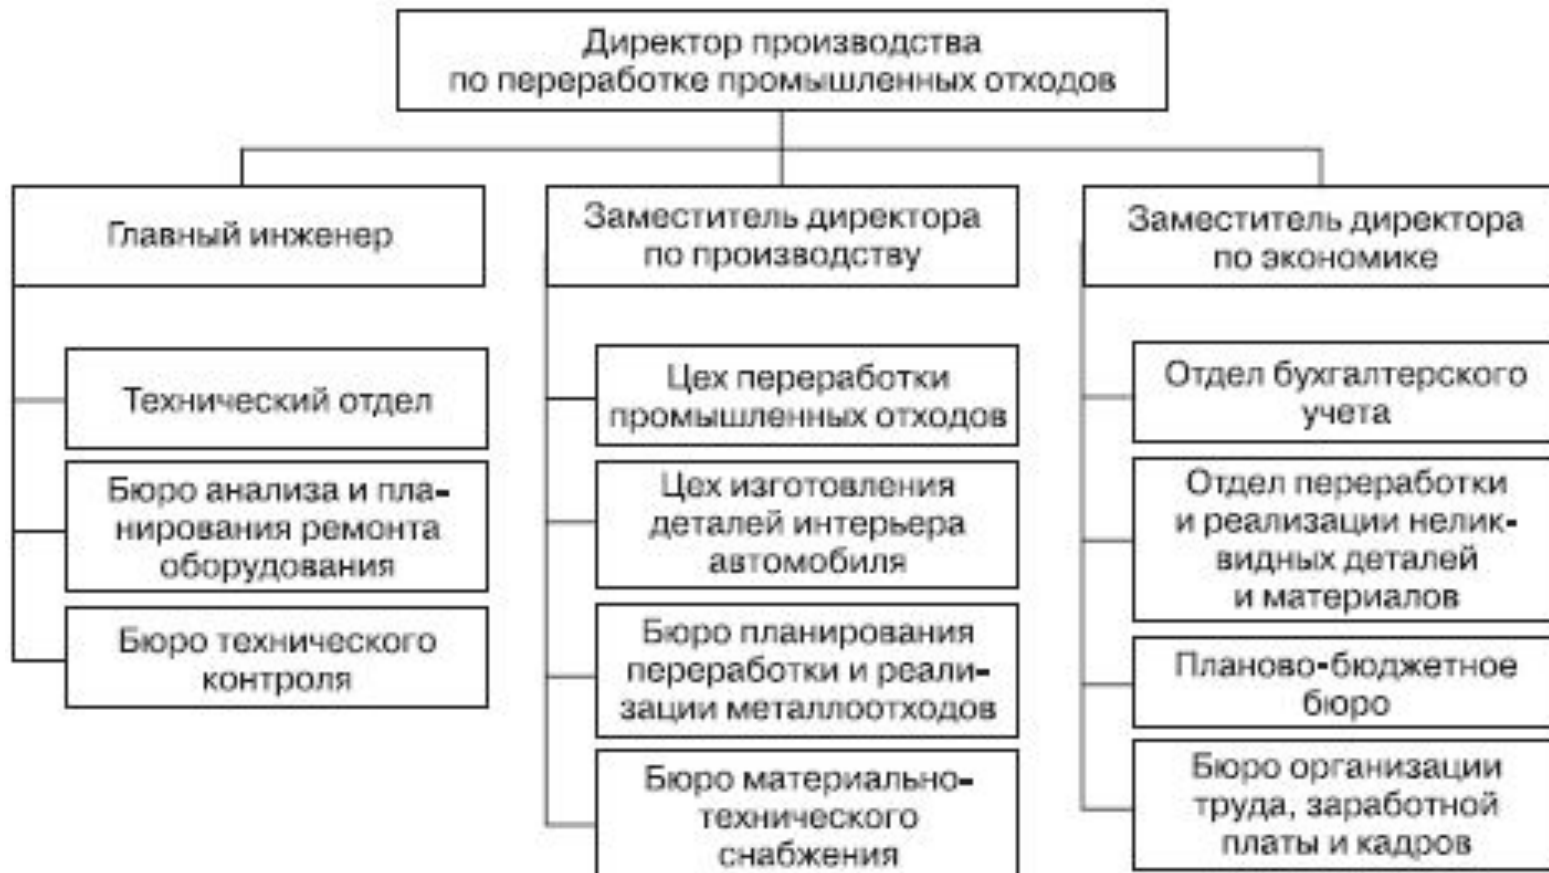 Директор производства
по переработке промышленных отходов
Главный инженер
Технический отдел
Бюро анализа и пла-
нирования ремонта
оборудования
Бюро технического
контроля
Заместитель директора
по производству
Цех переработки
промышленных отходов
Цех изготовления
деталей интерьера
автомобиля
Бюро планирования
переработки и реали-
зации металлоотходов
Бюро материально-
технического
снабжения
Заместитель директора
по экономике
Отдел бухгалтерского
учета
Отдел переработки
и реализации нелик-
видных деталей
и материалов
Планово-бюджетное
бюро
Бюро организации
труда, заработной
платы и кадров